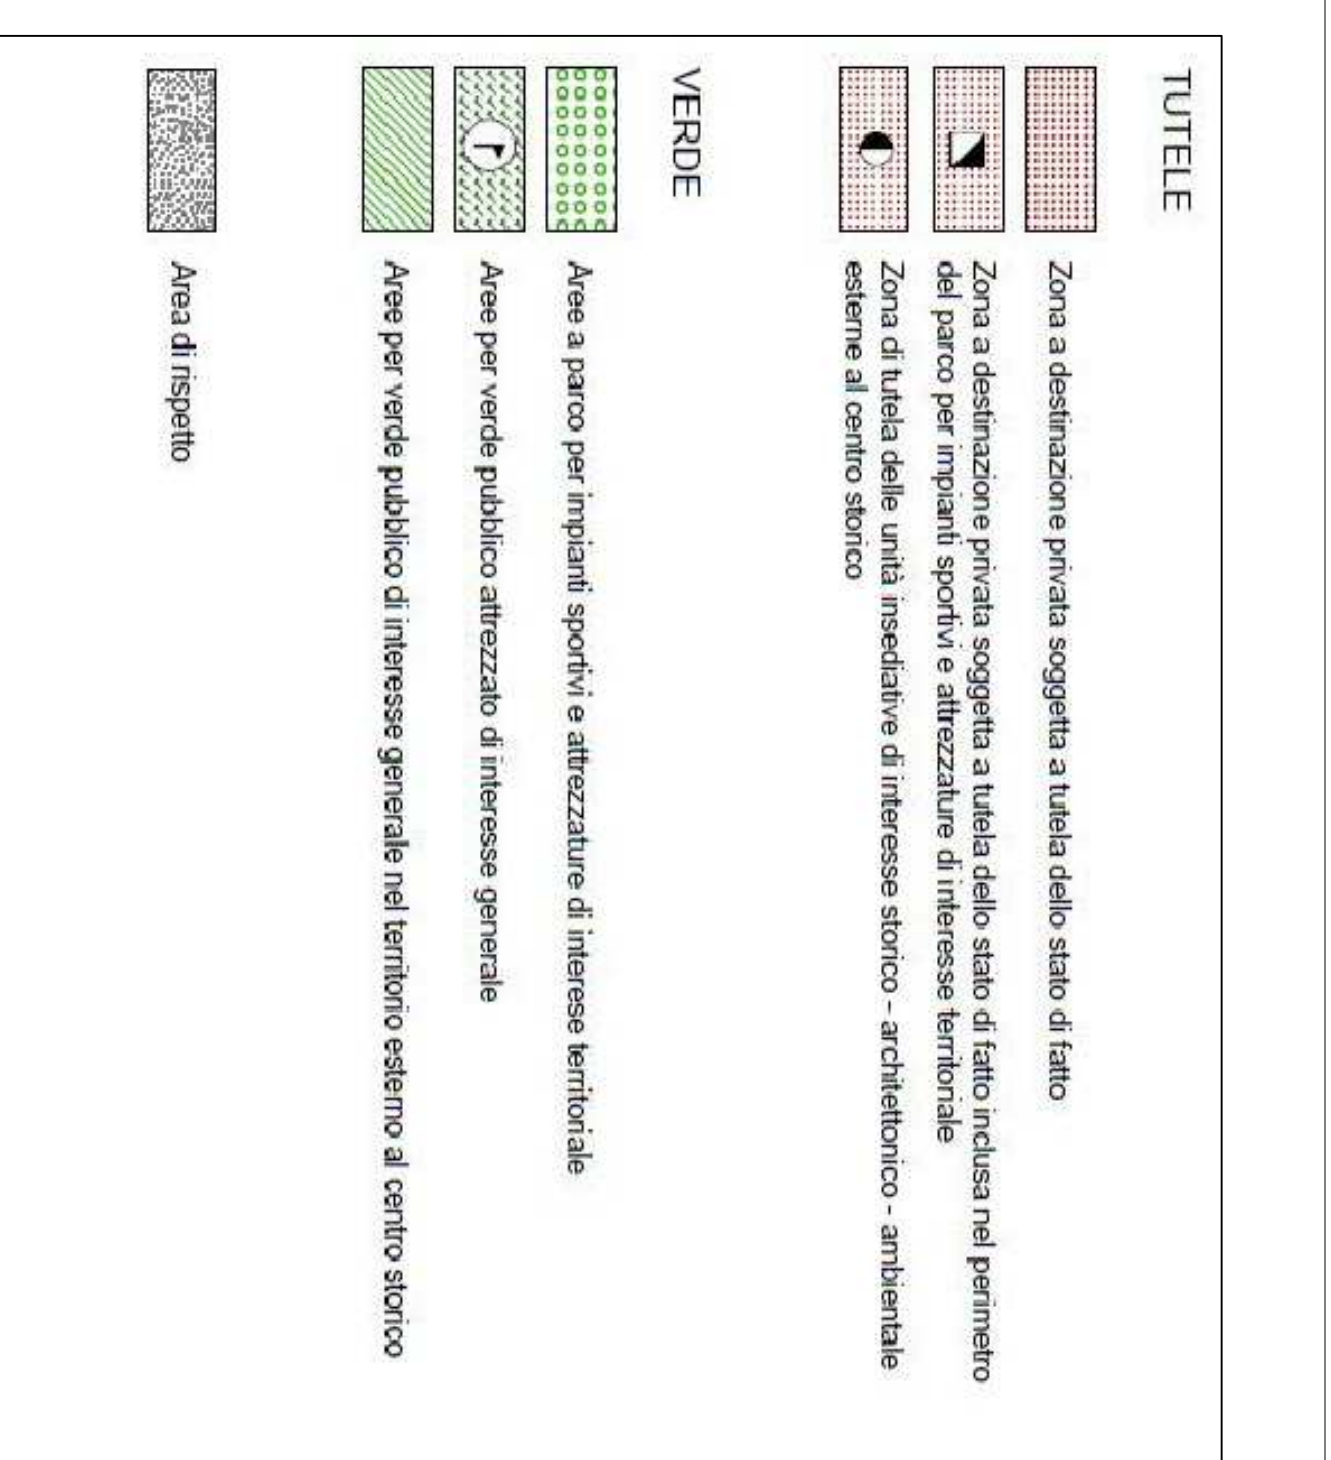 TUTELE
Zona a destinazione privata soggetta a tutela dello stato di fatto
Zona a destinazione privata soggetta a tutela dello stato di fatto inclusa nel perimetro
del parco per impianti sportivi e attrezzature di interesse territoriale
Zona di tutela delle unità insediative di interesse storico - architettonico - ambientale
esterne al centro storico
VERDE
Aree a parco per impianti sportivi e attrezzature di interese territoriale
Aree per verde pubblico attrezzato di interesse generale
Aree per verde pubblico di interesse generale nel territorio esterno al centro storico
Area di rispetto